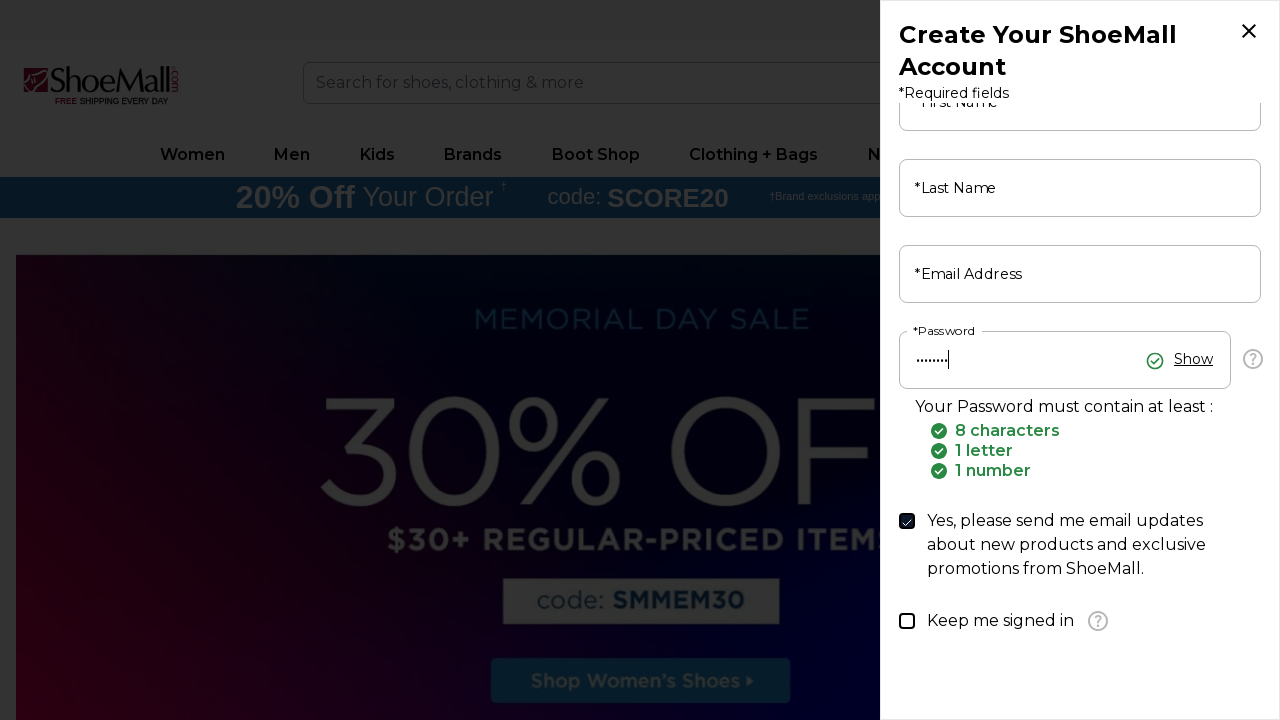 Create Your ShoeMall
Account
*Required fields
*First Name
*Last Name
*Email Address
*Password
••••••••
Show
?
Your Password must contain at least :
8 characters
1 letter
1 number
Yes, please send me email updates
about new products and exclusive
promotions from ShoeMall.
Keep me signed in
?
ShoeMall.com
FREE SHIPPING EVERY DAY
Search for shoes, clothing & more
Women Men Kids Brands Boot Shop Clothing + Bags N
20% Off Your Order † code: SCORE20 †Brand exclusions app
MEMORIAL DAY SALE
30% OF
$30+ REGULAR-PRICED ITEMS
code: SMMEM30
Shop Women's Shoes